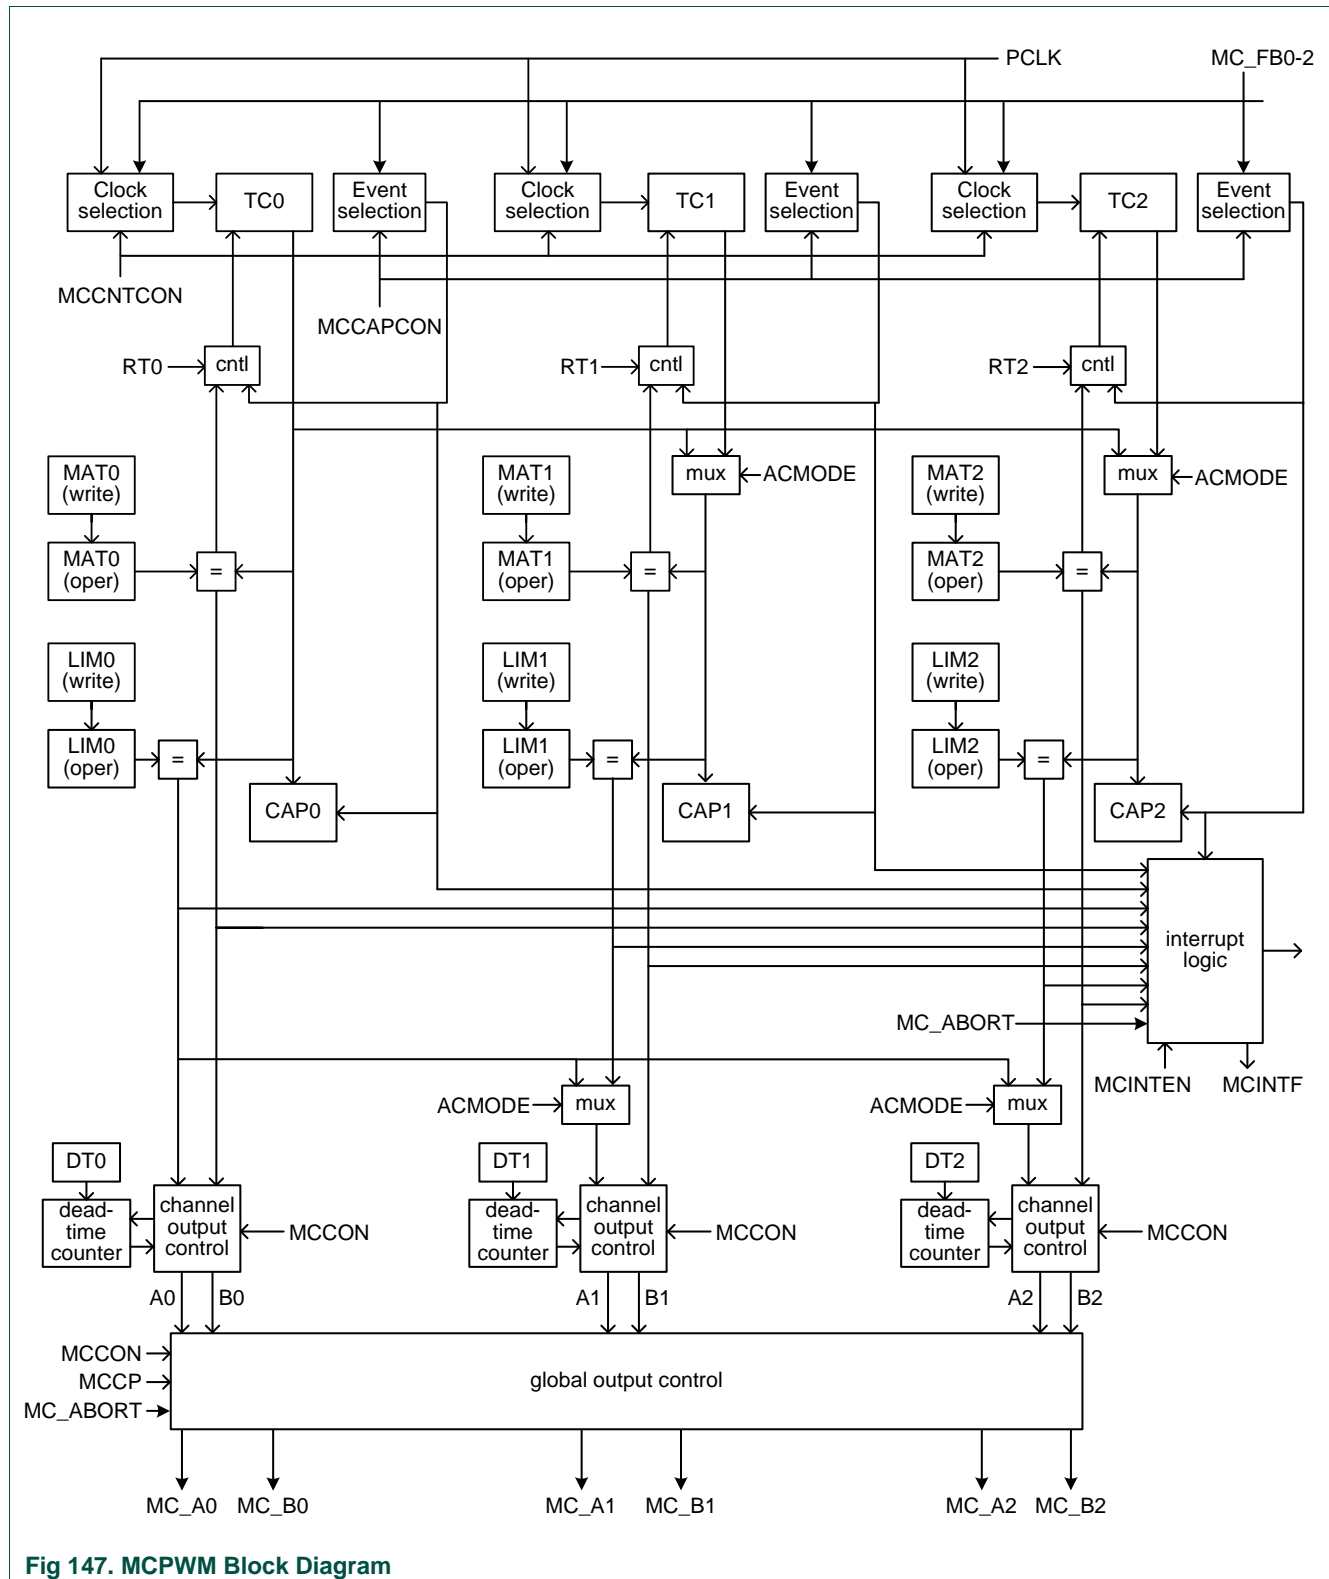 PCLK
MC_FB0-2
Clock
selection
TC0
Event
selection
Clock
selection
TC1
Event
selection
Clock
selection
TC2
Event
selection
MCCNTCON
MCCAPCON
RT0
cntl
RT1
cntl
RT2
cntl
MAT0
(write)
MAT1
(write)
mux
ACMODE
MAT2
(write)
mux
ACMODE
MAT0
(oper)
=
MAT1
(oper)
=
MAT2
(oper)
=
LIM0
(write)
LIM1
(write)
LIM2
(write)
LIM0
(oper)
=
LIM1
(oper)
=
LIM2
(oper)
=
CAP0
CAP1
CAP2
interrupt
logic
MC_ABORT
MCINTEN
MCINTF
ACMODE
mux
ACMODE
mux
DT0
DT1
DT2
dead-
time
counter
channel
output
control
MCCON
dead-
time
counter
channel
output
control
MCCON
dead-
time
counter
channel
output
control
MCCON
A0
B0
A1
B1
A2
B2
MCCON
MCCP
MC_ABORT
global output control
MC_A0
MC_B0
MC_A1
MC_B1
MC_A2
MC_B2
Fig 147. MCPWM Block Diagram